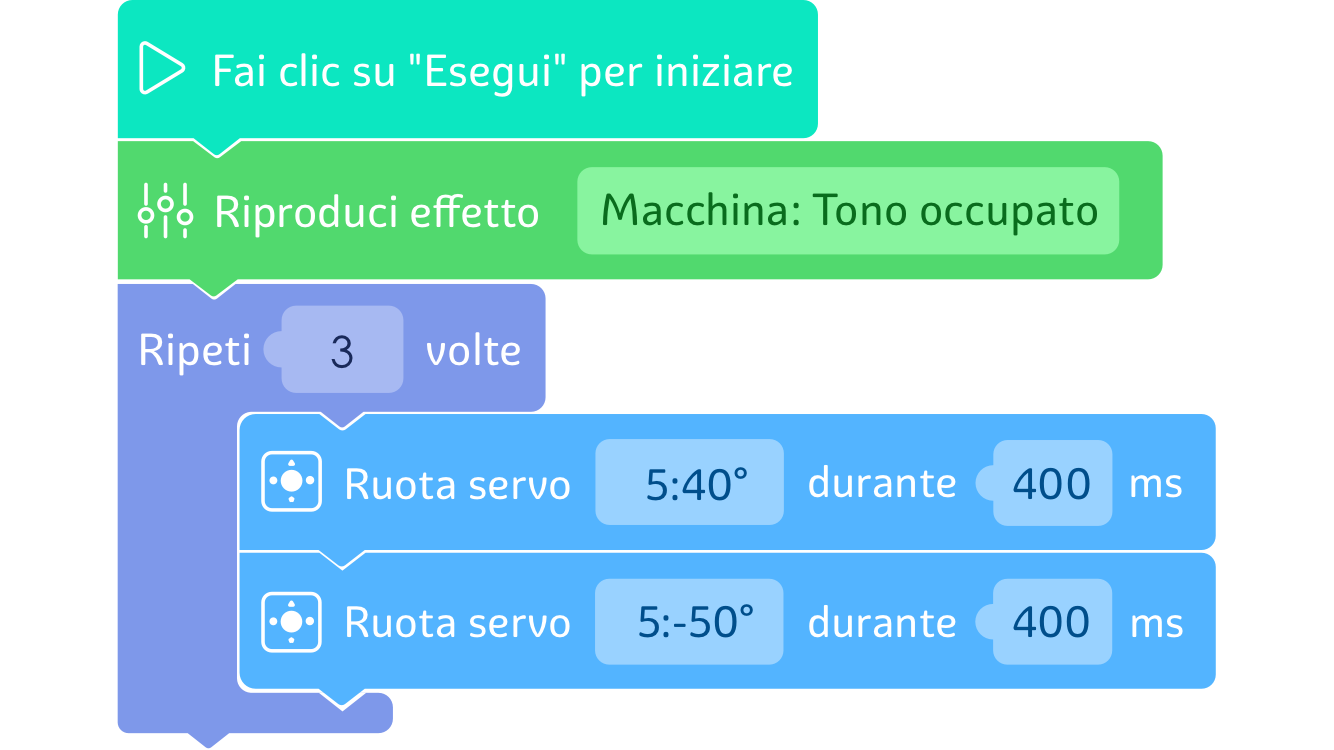 Fai clic su "Esegui" per iniziare
Riproduci effetto Macchina: Tono occupato
Ripeti 3 volte
Ruota servo 5:40° durante 400 ms
Ruota servo 5:-50° durante 400 ms